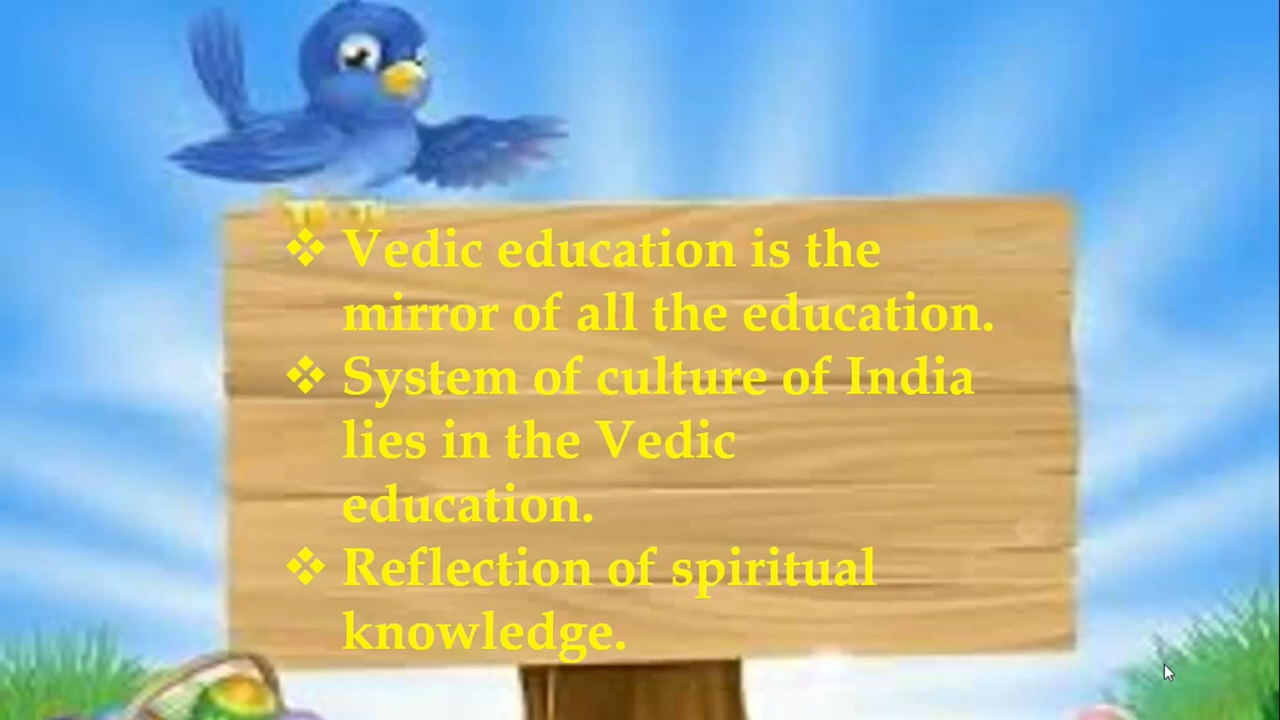 ❖ Vedic education is the
mirror of all the education.
❖ System of culture of India
lies in the Vedic
education.
❖ Reflection of spiritual
knowledge.